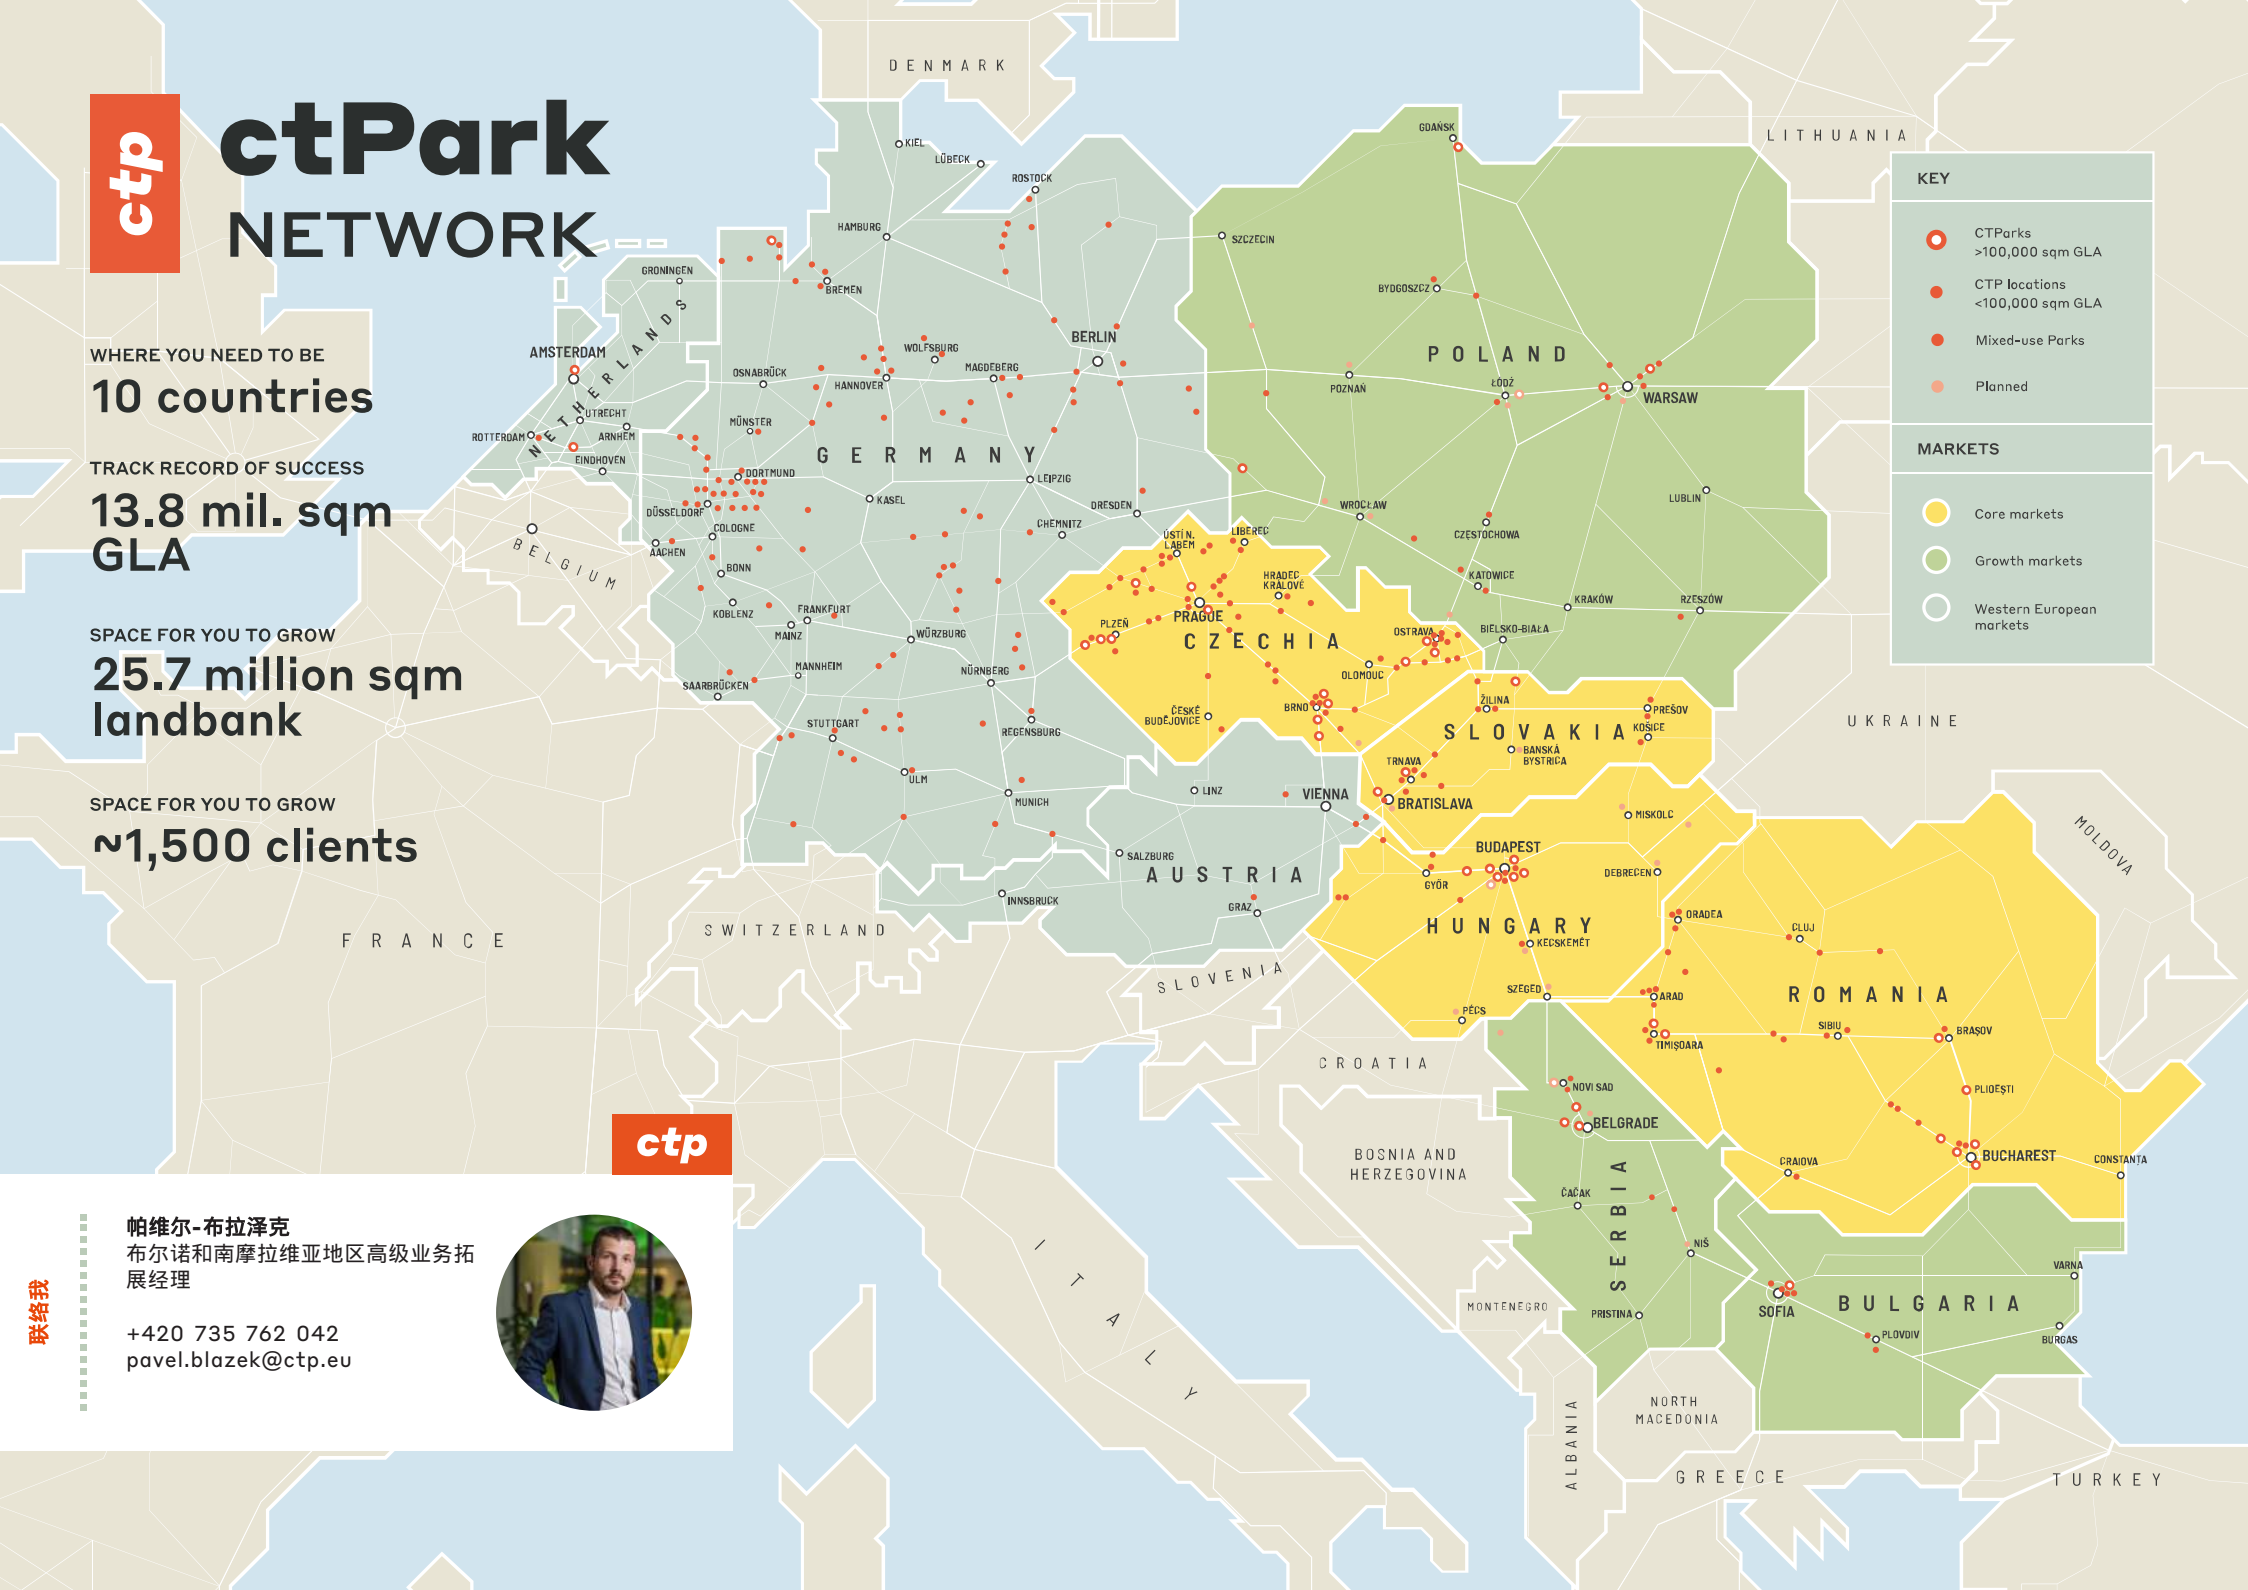 ctp
ctPark
NETWORK
WHERE YOU NEED TO BE
10 countries
TRACK RECORD OF SUCCESS
13.8 mil. sqm
GLA
SPACE FOR YOU TO GROW
25.7 million sqm
landbank
SPACE FOR YOU TO GROW
~1,500 clients
KEY
CTParks
>100,000 sqm GLA
CTP locations
<100,000 sqm GLA
Mixed-use Parks
Planned
MARKETS
Core markets
Growth markets
Western European
markets
DENMARK
LITHUANIA
KIEL
LÜBECK
ROSTOCK
HAMBURG
BREMEN
GRONINGEN
NETHERLANDS
AMSTERDAM
UTRECHT
ROTTERDAM
ARNHEM
EINDHOVEN
BELGIUM
OSNABRÜCK
HANNOVER
WOLFSBURG
MAGDEBERG
BERLIN
MÜNSTER
GERMANY
DORTMUND
DÜSSELDORF
KASEL
LEIPZIG
DRESDEN
CHEMNITZ
COLOGNE
AACHEN
BONN
KOBLENZ
FRANKFURT
MAINZ
WÜRZBURG
MANNHEIM
SAARBRÜCKEN
NÜRNBERG
STUTTGART
REGENSBURG
ULM
MUNICH
GDAŃSK
SZCZECIN
BYDGOSZCZ
POLAND
POZNAŃ
ŁÓDŹ
WARSAW
WROCŁAW
LUBLIN
CZĘSTOCHOWA
KATOWICE
KRAKÓW
RZESZÓW
BIELSKO-BIAŁA
ÚSTÍ N.
LABEM
LIBEREC
HRADEC
KRÁLOVÉ
PRAGUE
PLZEŇ
CZECHIA
OSTRAVA
OLOMOUC
ČESKÉ
BUDĚJOVICE
BRNO
ŽILINA
PREŠOV
SLOVAKIA
KOŠICE
BANSKÁ
BYSTRICA
TRNAVA
BRATISLAVA
UKRAINE
MOLDOVA
LINZ
VIENNA
SALZBURG
AUSTRIA
INNSBRUCK
GRAZ
MISKOLC
BUDAPEST
GYŐR
DEBRECEN
HUNGARY
KECSKEMÉT
SZEGED
PÉCS
ORADEA
CLUJ
ARAD
ROMANIA
TIMIȘOARA
SIBIU
BRAȘOV
PLIOEȘTI
BUCHAREST
CONSTANȚA
CRAIOVA
FRANCE
SWITZERLAND
SLOVENIA
CROATIA
BOSNIA AND
HERZEGOVINA
NOVI SAD
BELGRADE
ČAČAK
SERBIA
NIŠ
PRISTINA
MONTENEGRO
SOFIA
BULGARIA
VARNA
BURGAS
PLOVDIV
ITALY
ALBANIA
NORTH
MACEDONIA
GREECE
TURKEY
ctp
联络我
帕维尔-布拉泽克
布尔诺和南摩拉维亚地区高级业务拓
展经理
+420 735 762 042
pavel.blazek@ctp.eu